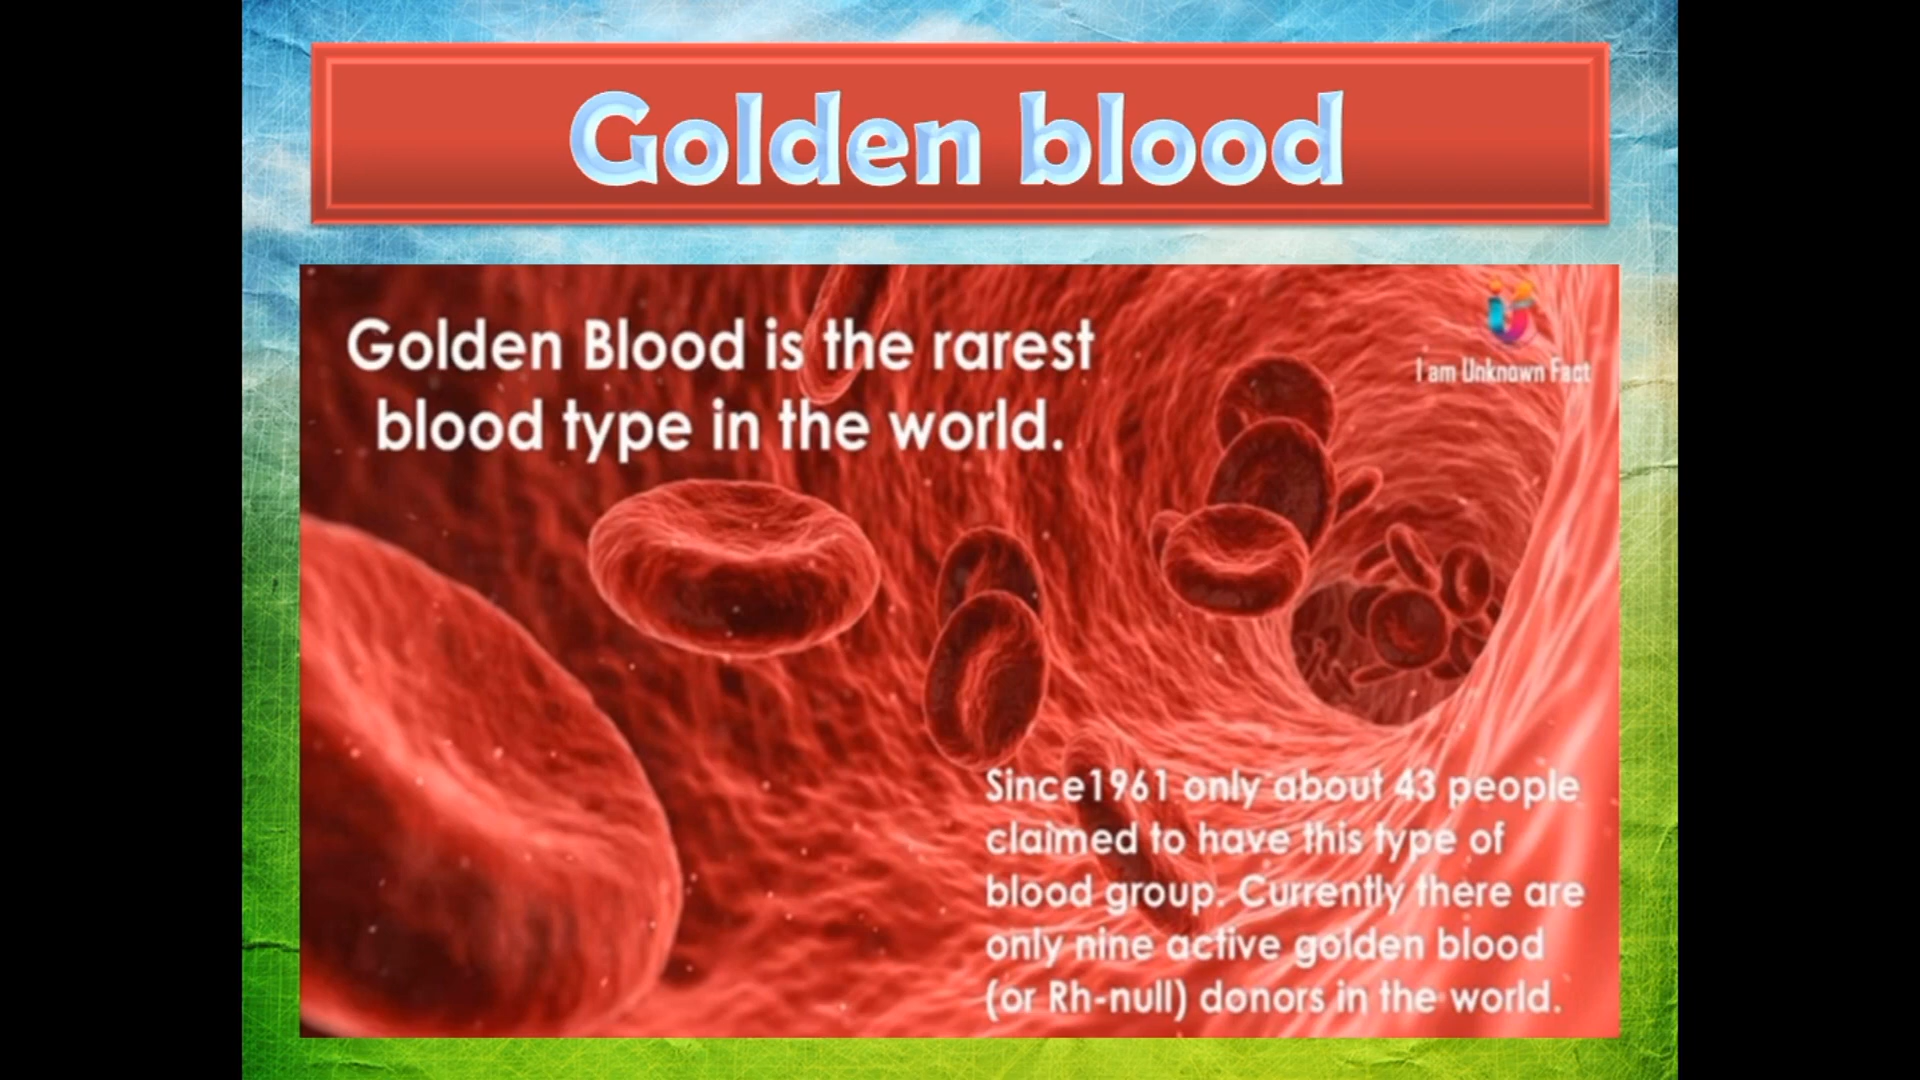 Golden blood
Golden Blood is the rarest
blood type in the world.
I am Unknown Fact
Since1961 only about 43 people
claimed to have this type of
blood group. Currently there are
only nine active golden blood
(or Rh-null) donors in the world.